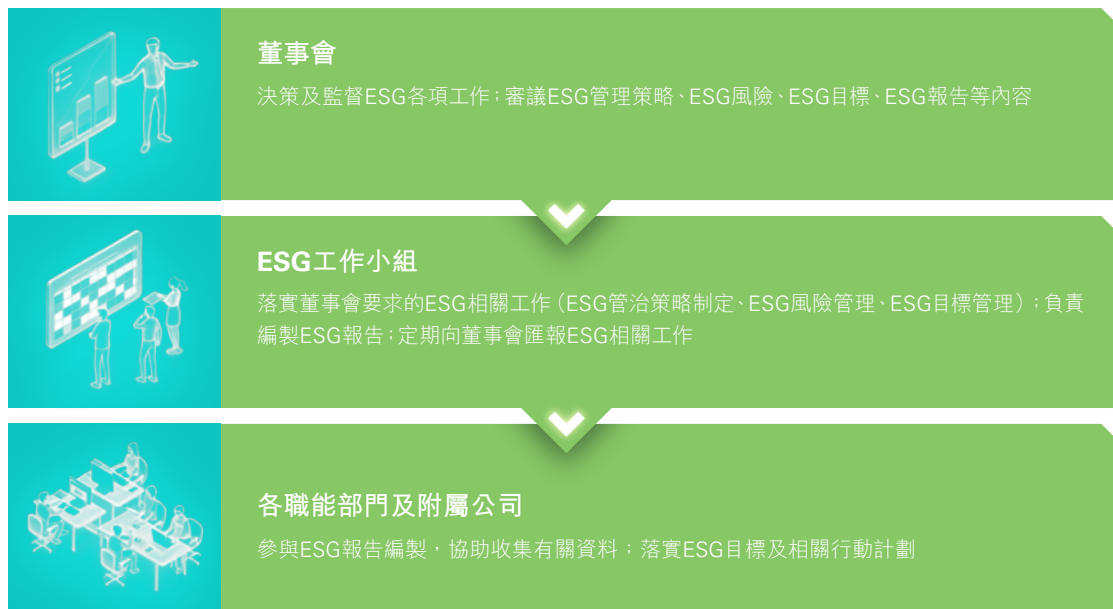 董事會
決策及監督ESG各項工作；審議ESG管理策略、ESG風險、ESG目標、ESG報告等內容
ESG工作小組
落實董事會要求的ESG相關工作（ESG管治策略制定、ESG風險管理、ESG目標管理）；負責
編製ESG報告；定期向董事會匯報ESG相關工作
各職能部門及附屬公司
參與ESG報告編製，協助收集有關資料；落實ESG目標及相關行動計劃